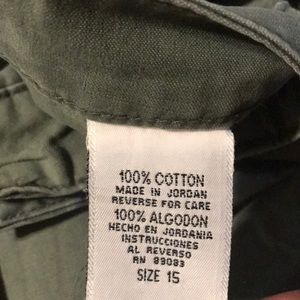 100% COTTON
MADE IN JORDAN
REVERSE FOR CARE
100% ALGODON
HECHO EN JORDANIA
INSTRUCCIONES
AL REVERSO
RN 89083
SIZE 15